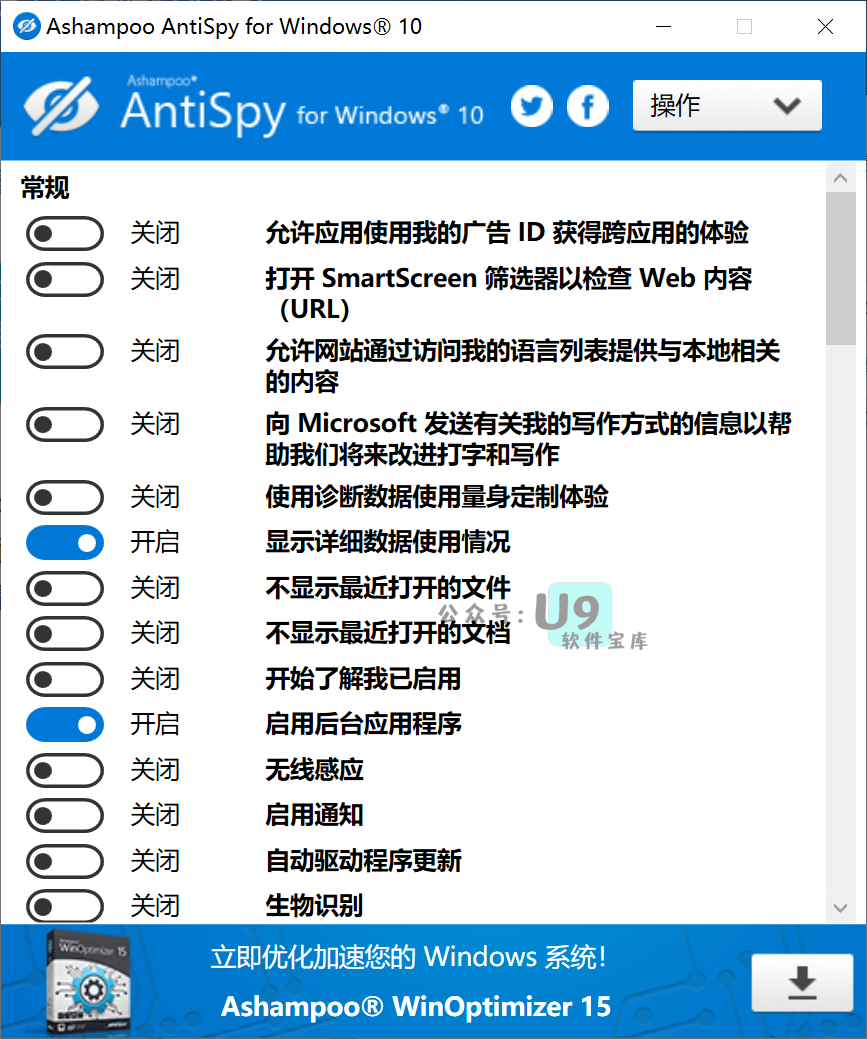 Ashampoo AntiSpy for Windows® 10
Ashampoo®
AntiSpy for Windows® 10
操作
常规
关闭 允许应用使用我的广告 ID 获得跨应用的体验
关闭 打开 SmartScreen 筛选器以检查 Web 内容
（URL）
关闭 允许网站通过访问我的语言列表提供与本地相关
的内容
关闭 向 Microsoft 发送有关我的写作方式的信息以帮
助我们将来改进打字和写作
关闭 使用诊断数据使用量身定制体验
开启 显示详细数据使用情况
关闭 不显示最近打开的文件
公众号：U9
关闭 不显示最近打开的文档
软件宝库
关闭 开始了解我已启用
开启 启用后台应用程序
关闭 无线感应
关闭 启用通知
关闭 自动驱动程序更新
关闭 生物识别
WinOptimizer 15
立即优化加速您的 Windows 系统！
Ashampoo® WinOptimizer 15